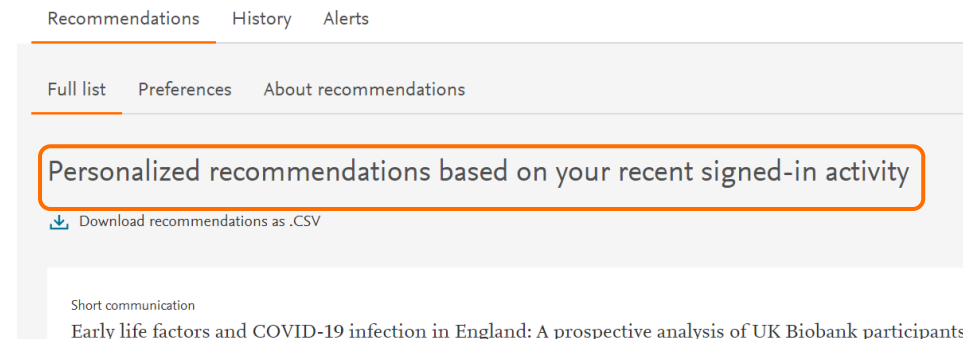 Recommendations History Alerts
Full list Preferences About recommendations
Personalized recommendations based on your recent signed-in activity
Download recommendations as .CSV
Short communication
Early life factors and COVID-19 infection in England: A prospective analysis of UK Biobank participants